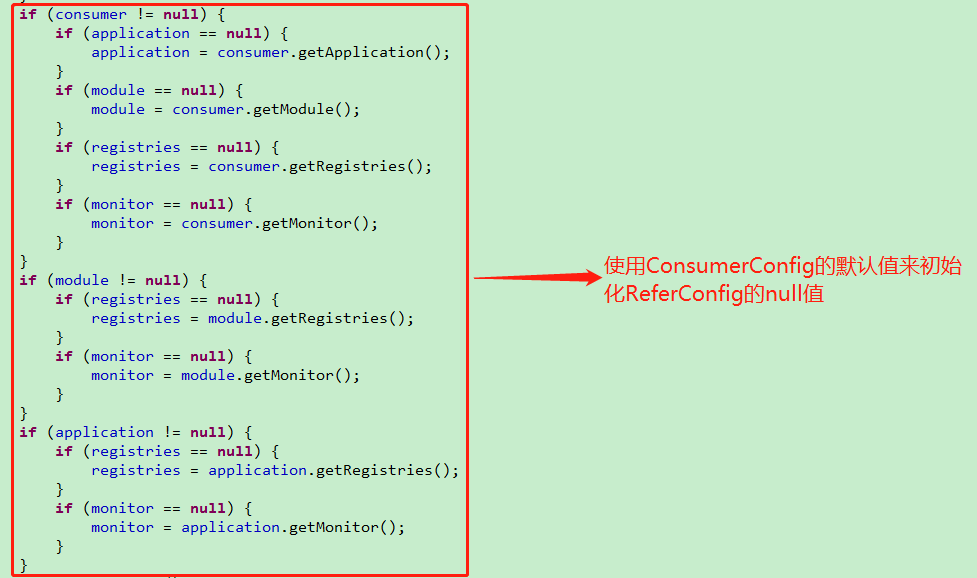 if (consumer != null) {
    if (application == null) {
        application = consumer.getApplication();
    }
    if (module == null) {
        module = consumer.getModule();
    }
    if (registries == null) {
        registries = consumer.getRegistries();
    }
    if (monitor == null) {
        monitor = consumer.getMonitor();
    }
}
if (module != null) {
    if (registries == null) {
        registries = module.getRegistries();
    }
    if (monitor == null) {
        monitor = module.getMonitor();
    }
}
if (application != null) {
    if (registries == null) {
        registries = application.getRegistries();
    }
    if (monitor == null) {
        monitor = application.getMonitor();
    }
}
使用ConsumerConfig的默认值来初始
化ReferConfig的null值